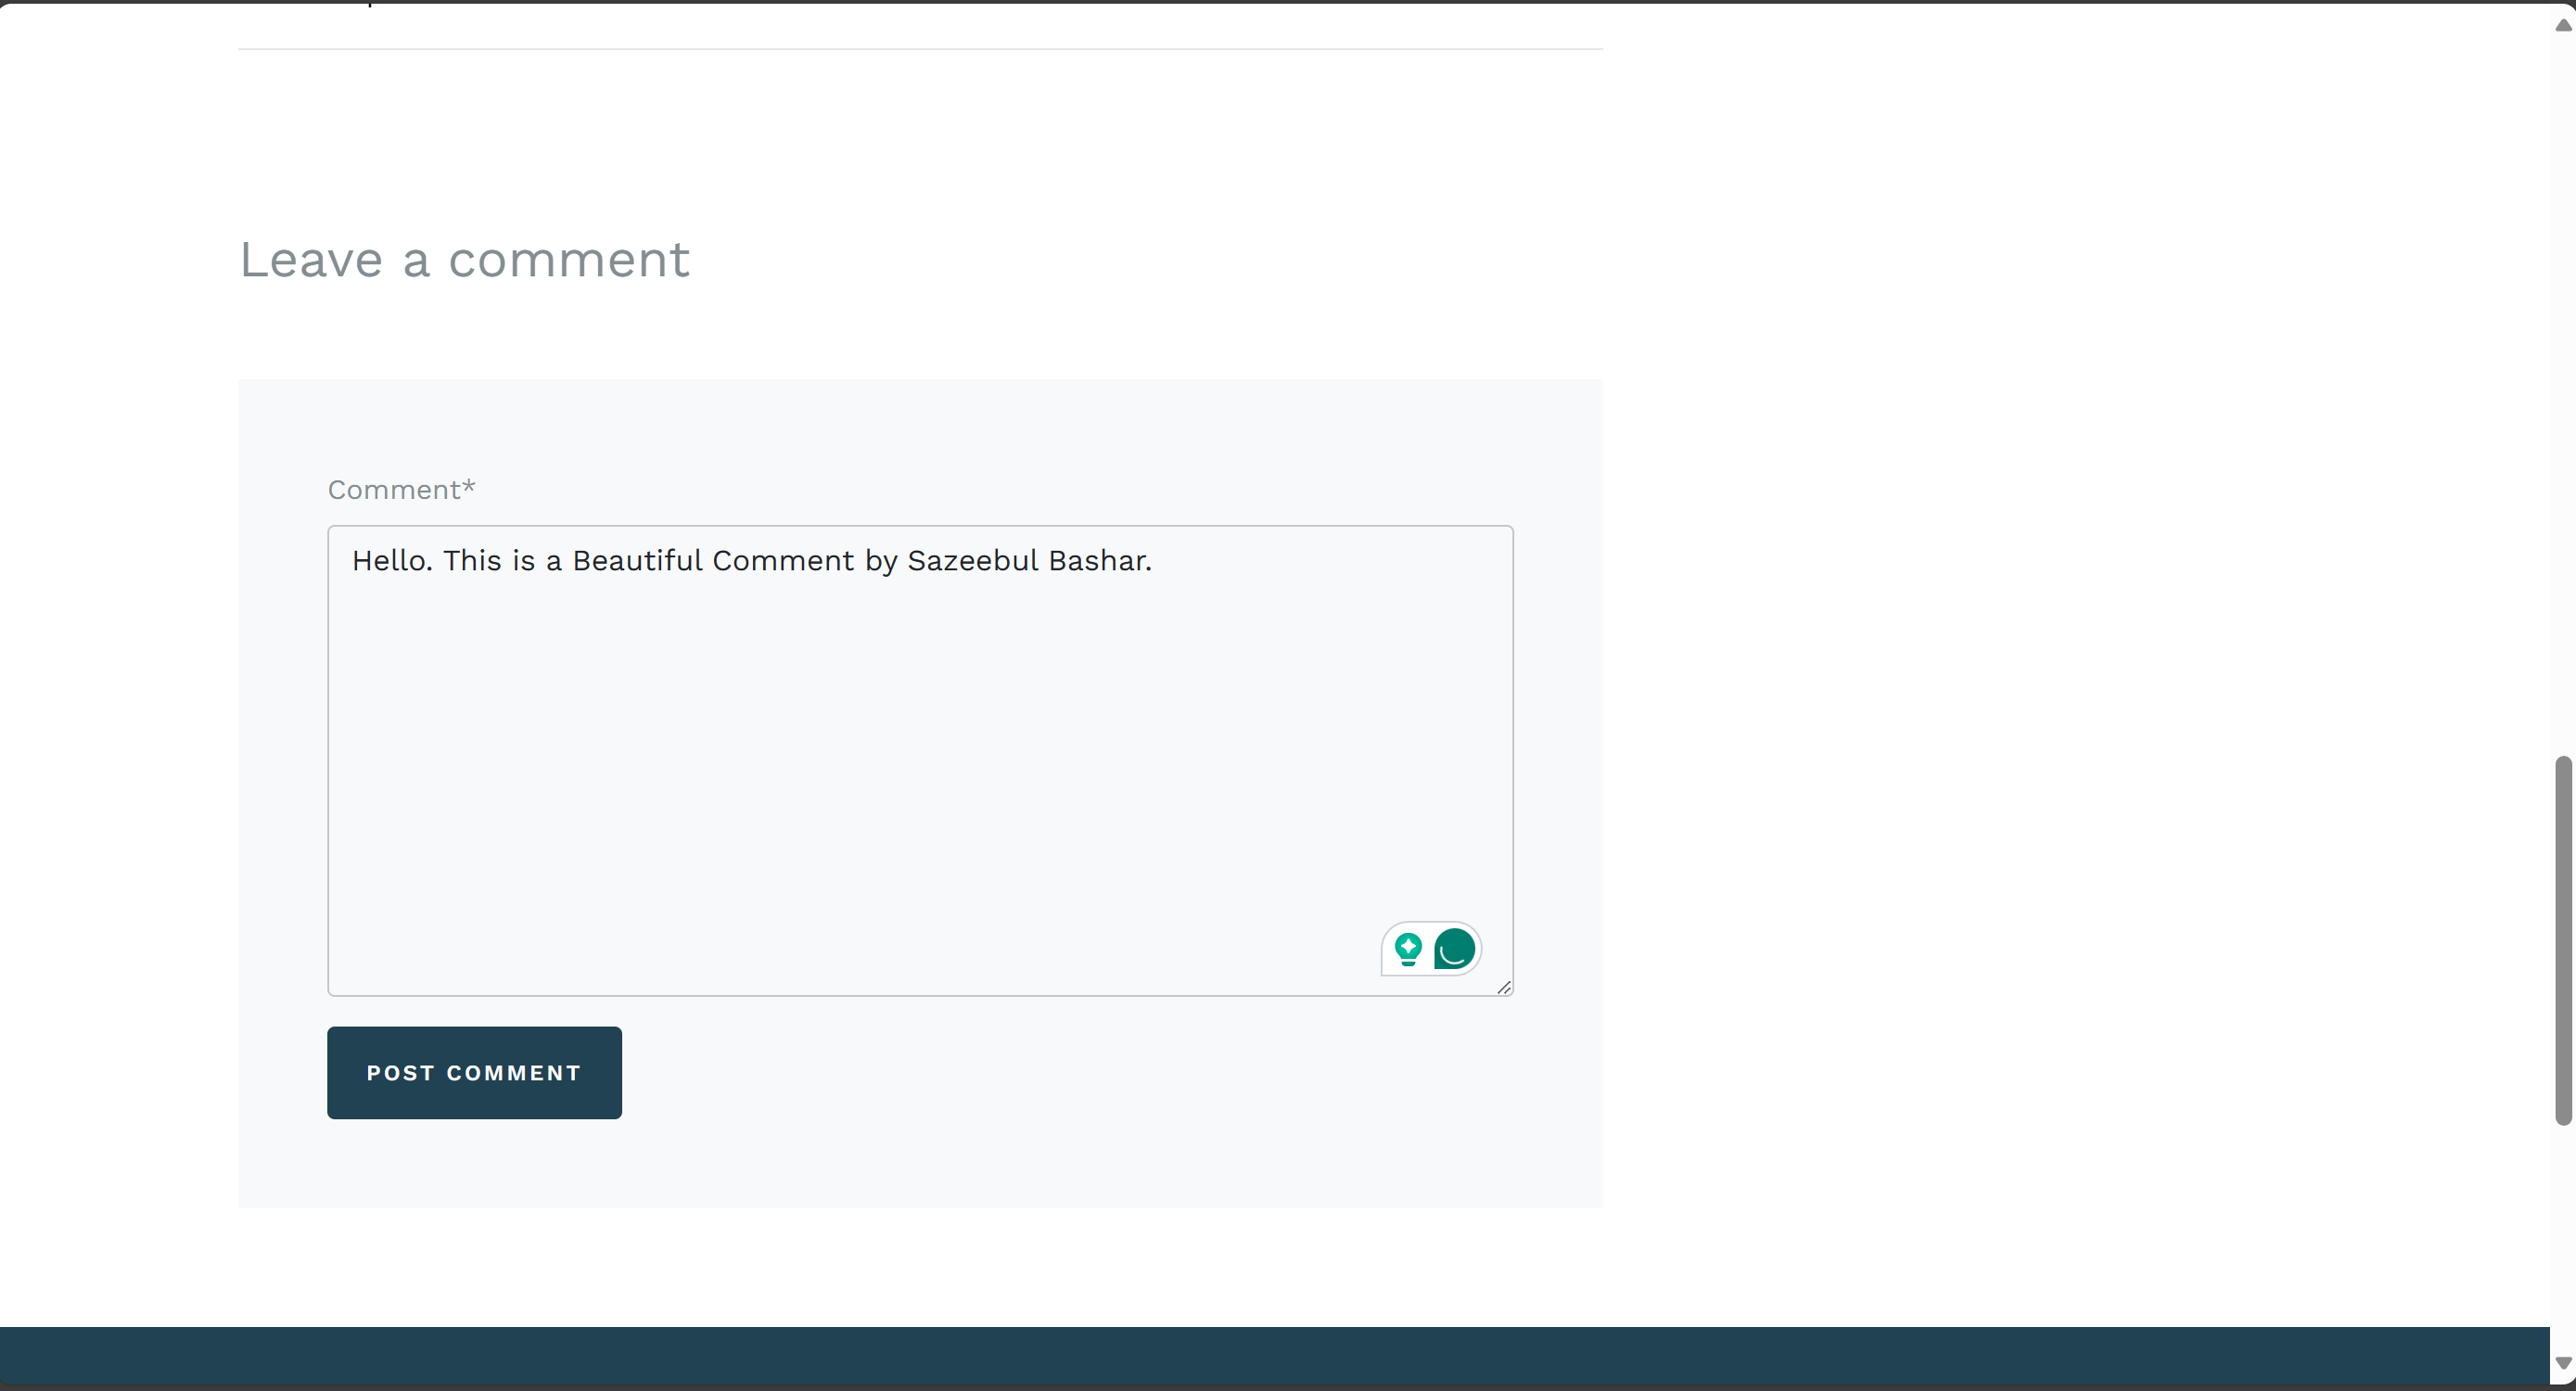 Leave a comment
Comment*
Hello. This is a Beautiful Comment by Sazeebul Bashar.
POST COMMENT